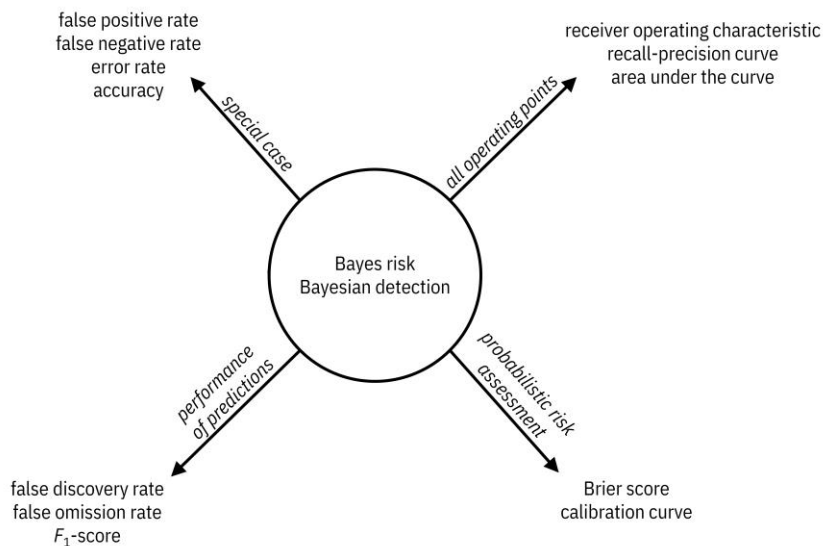 false positive rate
false negative rate
error rate
accuracy
receiver operating characteristic
recall-precision curve
area under the curve
special case
all operating points
Bayes risk
Bayesian detection
performance
of predictions
probabilistic risk
assessment
false discovery rate
false omission rate
F₁-score
Brier score
calibration curve